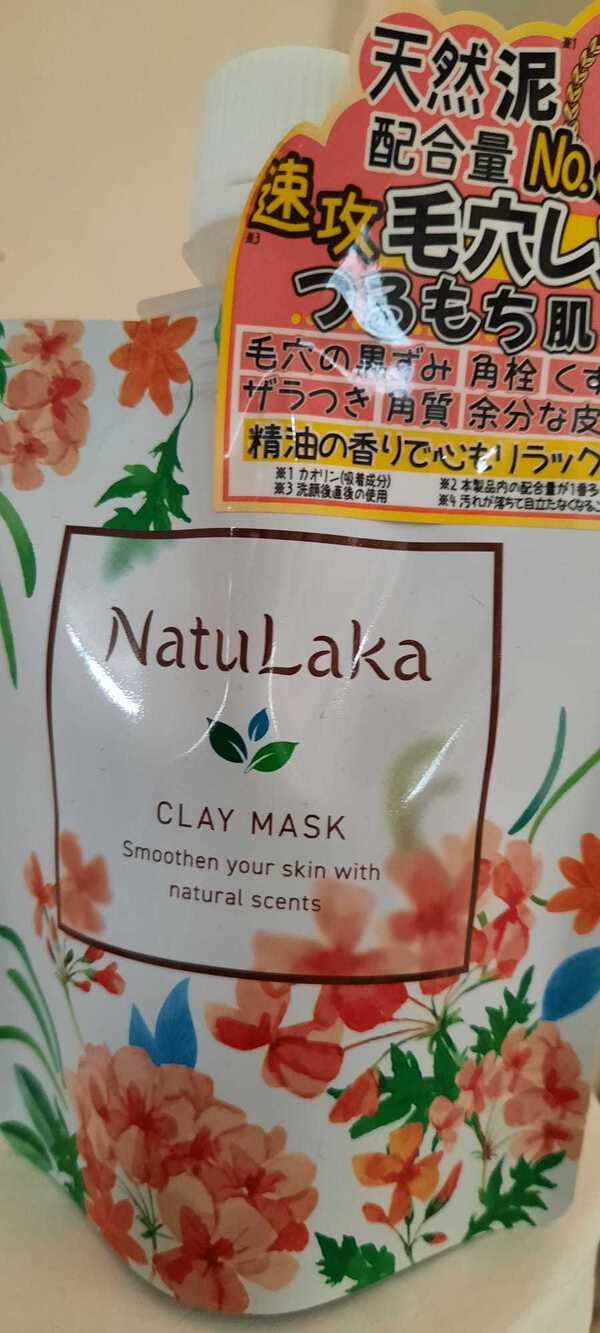 天然泥※1
配合量 No.
速攻毛穴し
※3
つるもち肌
毛穴の黒ずみ 角栓 くす
ザラつき 角質 余分な皮
精油の香りで心もリラック
※1 カオリン(吸着成分) ※2 本製品内の配合量が1番多
※3 洗顔後直後の使用 ※4 汚れが落ちて目立たなくなるこ
NatuLaka
CLAY MASK
Smoothen your skin with
natural scents